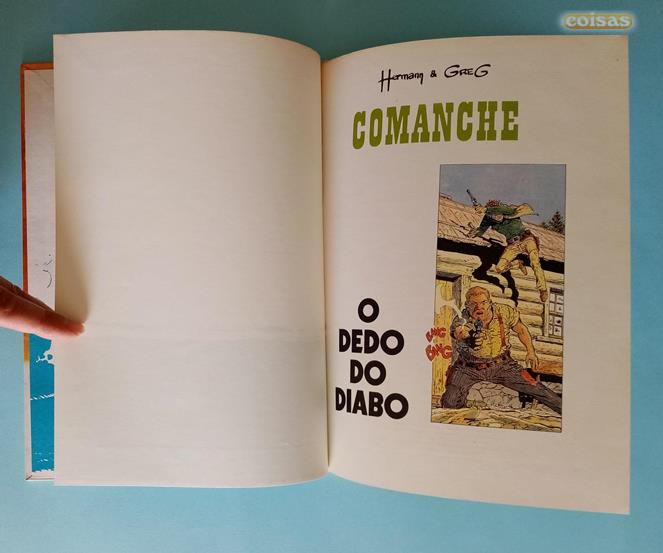 coisas
Hermann & GREG
COMANCHE
O
DEDO
DO
DIABO
BANG
BANG